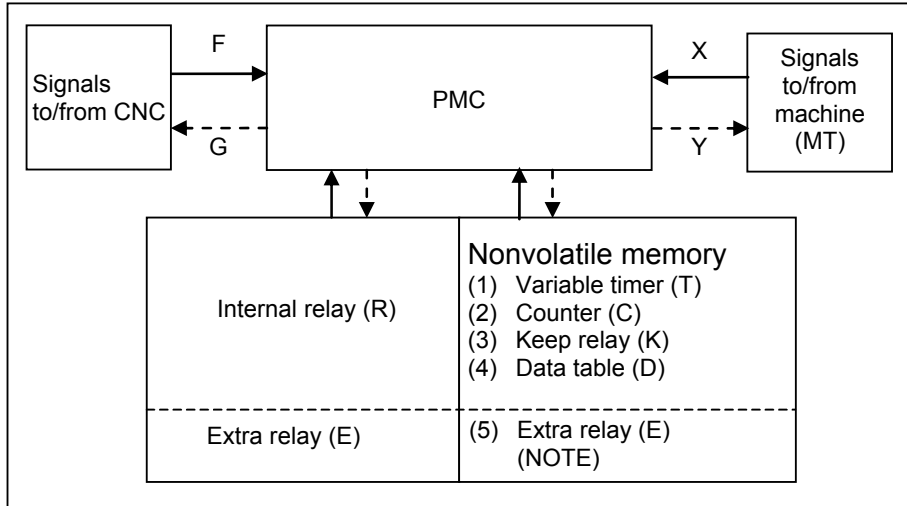 F
X
Signals
to/from CNC
PMC
Signals
to/from
machine
(MT)
G
Y
Internal relay (R)
Nonvolatile memory
(1) Variable timer (T)
(2) Counter (C)
(3) Keep relay (K)
(4) Data table (D)
Extra relay (E)
(5) Extra relay (E)
(NOTE)